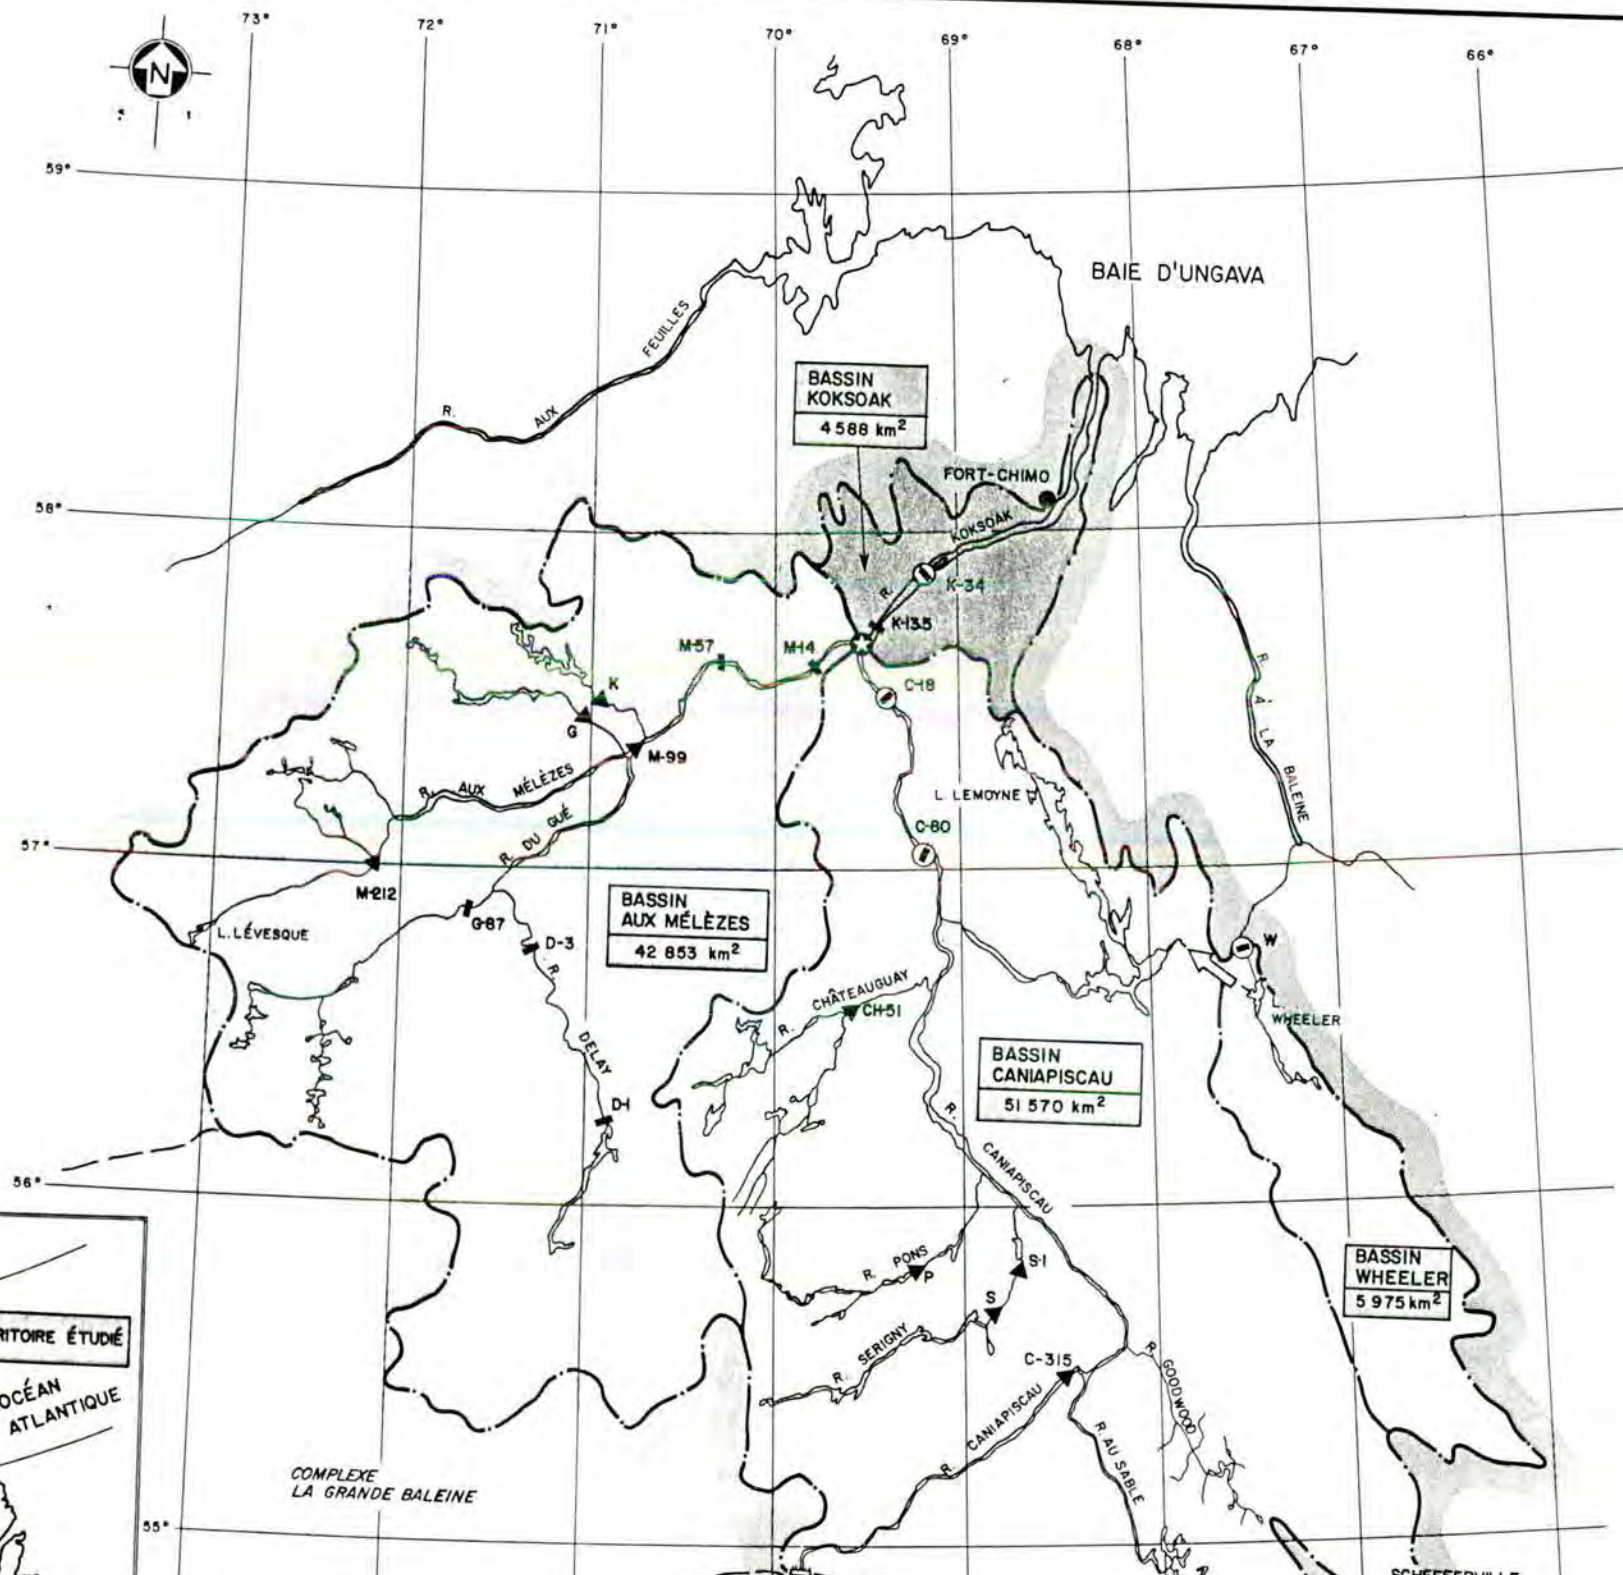 73°
72°
71°
70°
69°
68°
67°
66°
N
59°
BAIE D'UNGAVA
R. AUX FEUILLES
BASSIN
KOKSOAK
4 588 km²
FORT-CHIMO
58°
R. KOKSOAK
K-34
K-135
M-57
M-14
C-18
K
G
M-99
R. AUX MÉLÈZES
L. LEMOYNE
R. À LA BALEINE
R. DU GUÉ
C-80
57°
M-212
G-87
BASSIN
AUX MÉLÈZES
42 853 km²
L. LÉVESQUE
D-3
W
R. CHÂTEAUGUAY
CH-51
L.
WHEELER
R. DELAY
BASSIN
CANIAPISCAU
51 570 km²
D-1
R. CANIAPISCAU
56°
R. PONS
P
S-1
BASSIN
WHEELER
5 975 km²
S
RITOIRE ÉTUDIÉ
R. SERIGNY
C-315
R. GOODWOOD
OCÉAN
ATLANTIQUE
R. CANIAPISCAU
R. AU SABLE
COMPLEXE
LA GRANDE BALEINE
55°
SCHEFFERVILLE